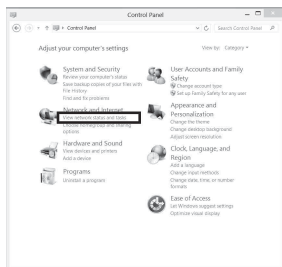 Control Panel
Control Panel
Search Control Panel
Adjust your computer's settings
View by: Category
System and Security
Review your computer's status
Save backup copies of your files with
File History
Find and fix problems
Network and Internet
View network status and tasks
Choose homegroup and sharing
options
Hardware and Sound
View devices and printers
Add a device
Programs
Uninstall a program
User Accounts and Family
Safety
Change account type
Set up Family Safety for any user
Appearance and
Personalization
Change the theme
Change desktop background
Adjust screen resolution
Clock, Language, and
Region
Add a language
Change input methods
Change date, time, or number
formats
Ease of Access
Let Windows suggest settings
Optimize visual display